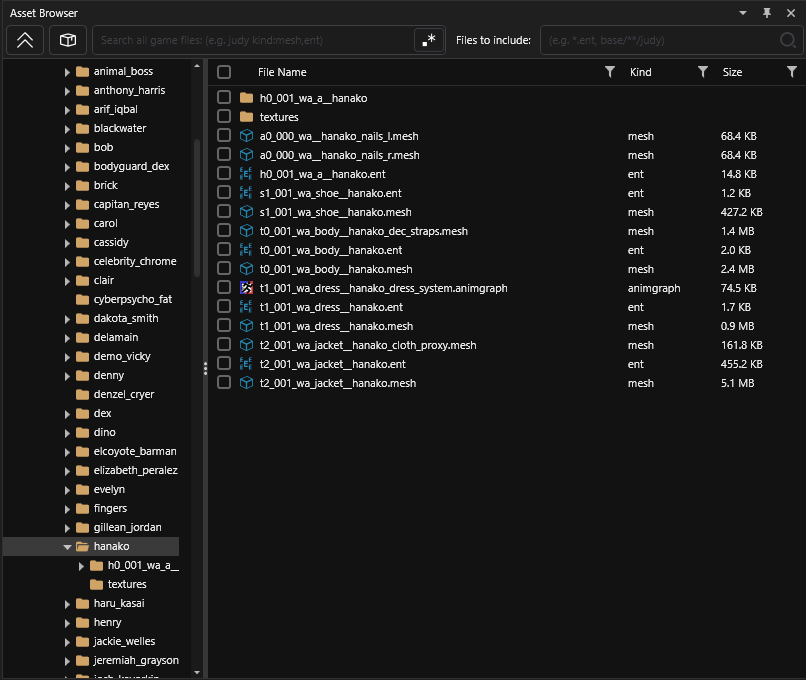 Asset Browser
Search all game files: (e.g. judy kind:mesh,ent)
.*
Files to include:
(e.g. *.ent, base/**/judy)
animal_boss
anthony_harris
arif_iqbal
blackwater
bob
bodyguard_dex
brick
capitan_reyes
carol
cassidy
celebrity_chrome
clair
cyberpsycho_fat
dakota_smith
delamain
demo_vicky
denny
denzel_cryer
dex
dino
elcoyote_barman
elizabeth_peralez
evelyn
fingers
gillean_jordan
hanako
h0_001_wa_a__
textures
haru_kasai
henry
jackie_welles
jeremiah_grayson
File Name Kind Size
h0_001_wa_a__hanako
textures
a0_000_wa__hanako_nails_l.mesh mesh 68.4 KB
a0_000_wa__hanako_nails_r.mesh mesh 68.4 KB
h0_001_wa_a__hanako.ent ent 14.8 KB
s1_001_wa_shoe__hanako.ent ent 1.2 KB
s1_001_wa_shoe__hanako.mesh mesh 427.2 KB
t0_001_wa_body__hanako_dec_straps.mesh mesh 1.4 MB
t0_001_wa_body__hanako.ent ent 2.0 KB
t0_001_wa_body__hanako.mesh mesh 2.4 MB
t1_001_wa_dress__hanako_dress_system.animgraph animgraph 74.5 KB
t1_001_wa_dress__hanako.ent ent 1.7 KB
t1_001_wa_dress__hanako.mesh mesh 0.9 MB
t2_001_wa_jacket__hanako_cloth_proxy.mesh mesh 161.8 KB
t2_001_wa_jacket__hanako.ent ent 455.2 KB
t2_001_wa_jacket__hanako.mesh mesh 5.1 MB